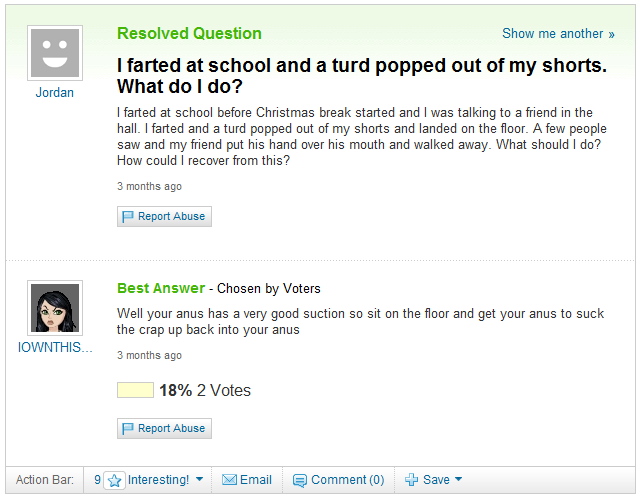 Resolved Question
Show me another »
I farted at school and a turd popped out of my shorts.
What do I do?
Jordan
I farted at school before Christmas break started and I was talking to a friend in the
hall. I farted and a turd popped out of my shorts and landed on the floor. A few people
saw and my friend put his hand over his mouth and walked away. What should I do?
How could I recover from this?
3 months ago
Report Abuse
Best Answer - Chosen by Voters
Well your anus has a very good suction so sit on the floor and get your anus to suck
the crap up back into your anus
IOWNTHIS...
3 months ago
18% 2 Votes
Report Abuse
Action Bar: 9 Interesting! Email Comment (0) Save